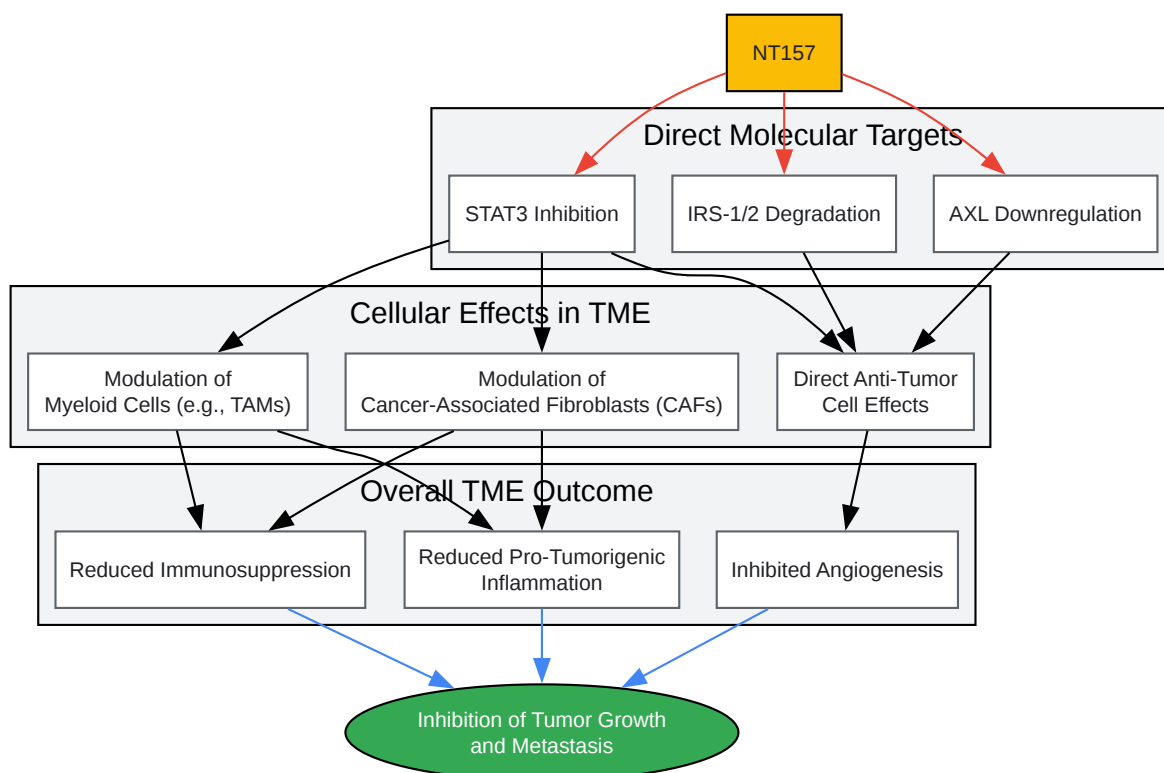 NT157
Direct Molecular Targets
STAT3 Inhibition
IRS-1/2 Degradation
AXL Downregulation
Cellular Effects in TME
Modulation of
Myeloid Cells (e.g., TAMs)
Modulation of
Cancer-Associated Fibroblasts (CAFs)
Direct Anti-Tumor
Cell Effects
Overall TME Outcome
Reduced Immunosuppression
Reduced Pro-Tumorigenic
Inflammation
Inhibited Angiogenesis
Inhibition of Tumor Growth
and Metastasis